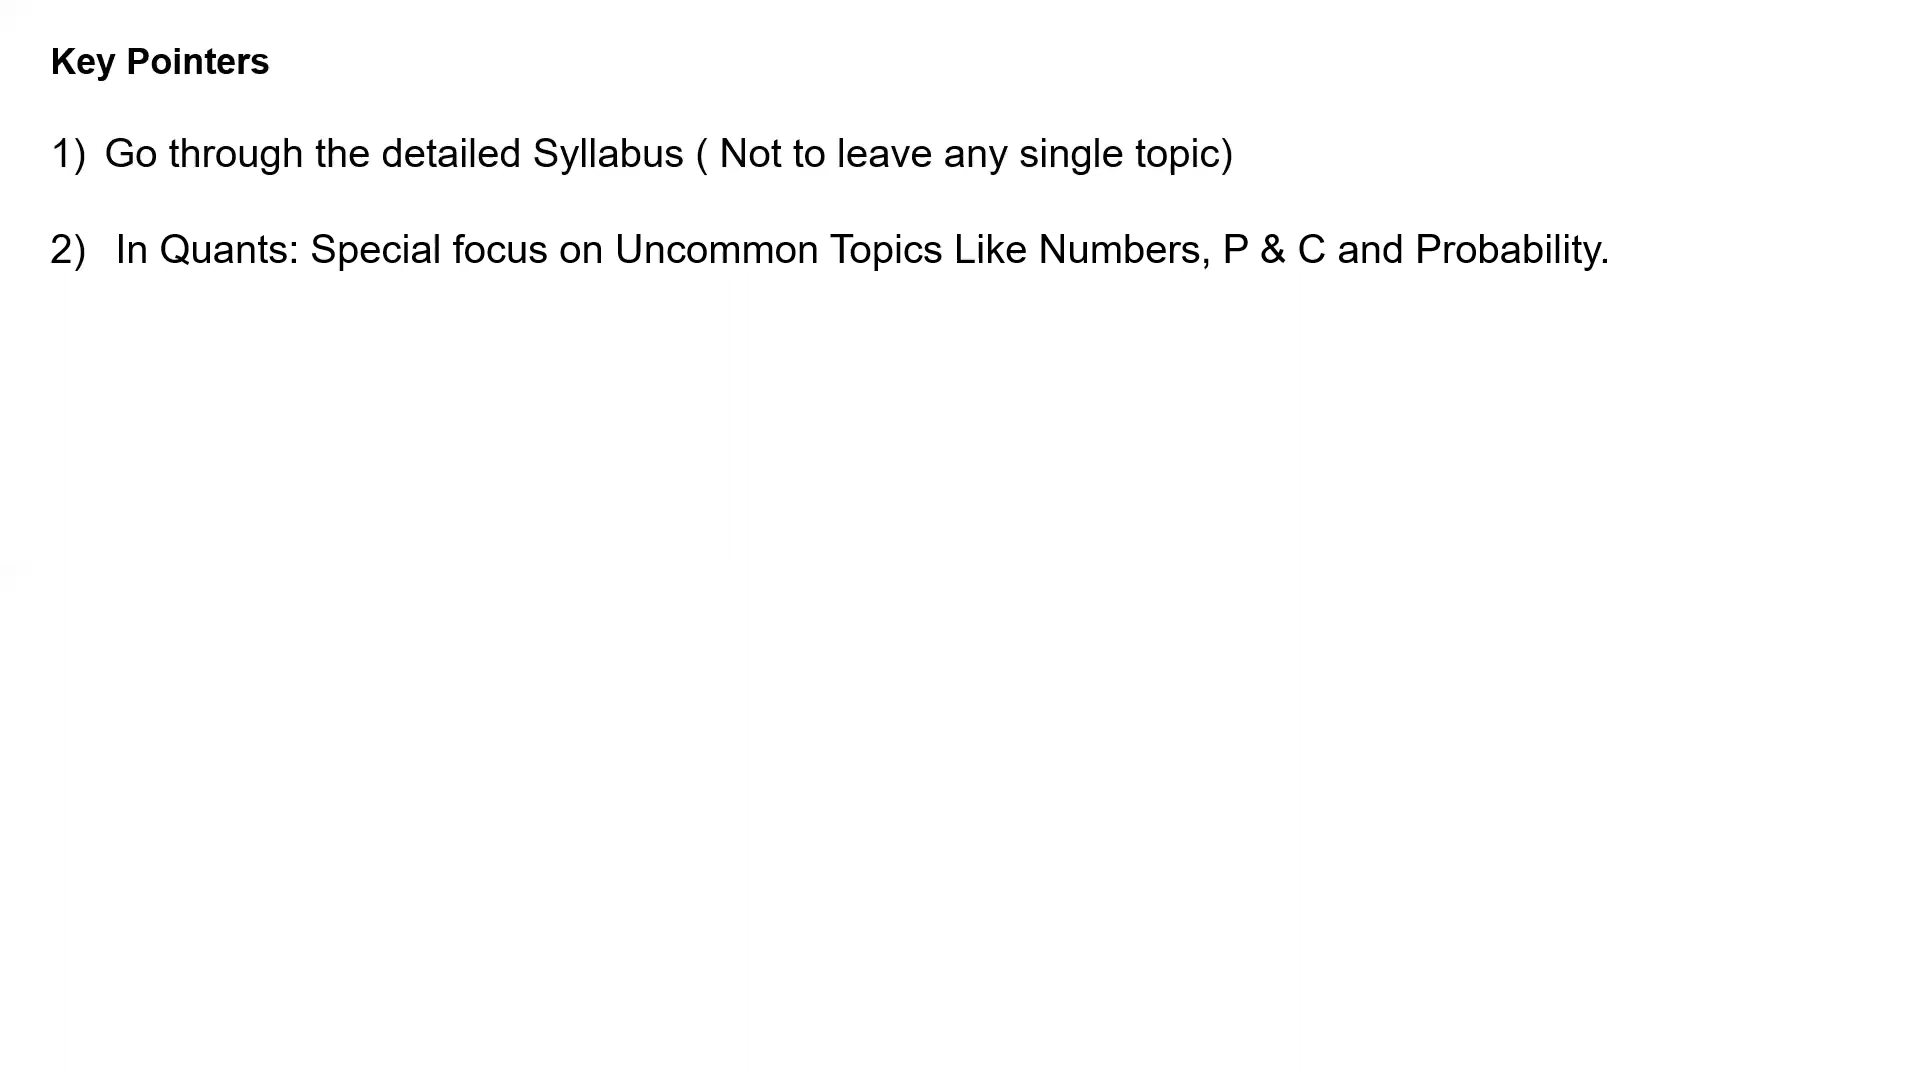 Key Pointers
1) Go through the detailed Syllabus ( Not to leave any single topic)
2) In Quants: Special focus on Uncommon Topics Like Numbers, P & C and Probability.